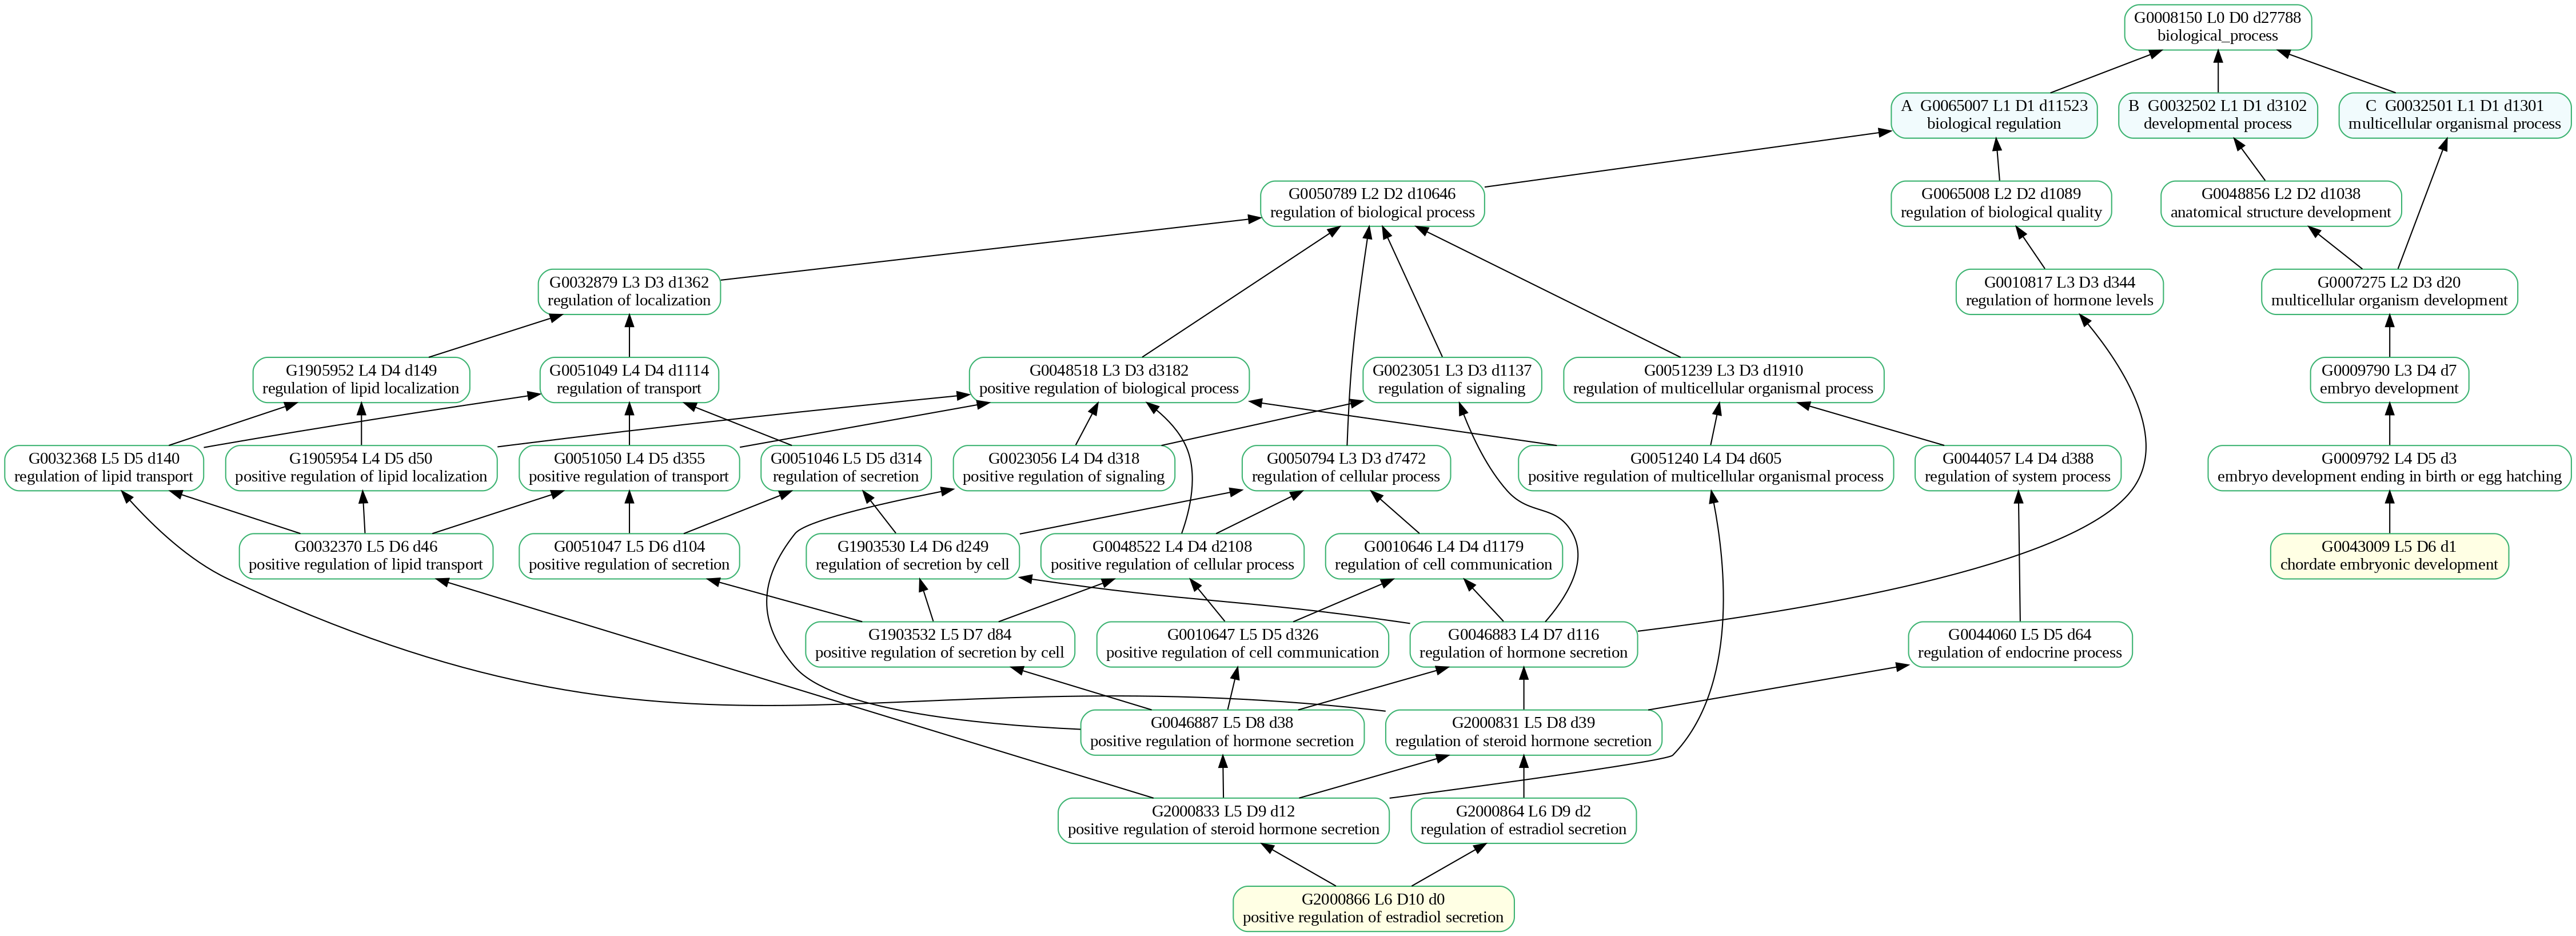 G0008150 L0 D0 d27788
biological_process
A  G0065007 L1 D1 d11523
biological regulation
B  G0032502 L1 D1 d3102
developmental process
C  G0032501 L1 D1 d1301
multicellular organismal process
G0050789 L2 D2 d10646
regulation of biological process
G0065008 L2 D2 d1089
regulation of biological quality
G0048856 L2 D2 d1038
anatomical structure development
G0032879 L3 D3 d1362
regulation of localization
G0010817 L3 D3 d344
regulation of hormone levels
G0007275 L2 D3 d20
multicellular organism development
G1905952 L4 D4 d149
regulation of lipid localization
G0051049 L4 D4 d1114
regulation of transport
G0048518 L3 D3 d3182
positive regulation of biological process
G0023051 L3 D3 d1137
regulation of signaling
G0051239 L3 D3 d1910
regulation of multicellular organismal process
G0009790 L3 D4 d7
embryo development
G0032368 L5 D5 d140
regulation of lipid transport
G1905954 L4 D5 d50
positive regulation of lipid localization
G0051050 L4 D5 d355
positive regulation of transport
G0051046 L5 D5 d314
regulation of secretion
G0023056 L4 D4 d318
positive regulation of signaling
G0050794 L3 D3 d7472
regulation of cellular process
G0051240 L4 D4 d605
positive regulation of multicellular organismal process
G0044057 L4 D4 d388
regulation of system process
G0009792 L4 D5 d3
embryo development ending in birth or egg hatching
G0032370 L5 D6 d46
positive regulation of lipid transport
G0051047 L5 D6 d104
positive regulation of secretion
G1903530 L4 D6 d249
regulation of secretion by cell
G0048522 L4 D4 d2108
positive regulation of cellular process
G0010646 L4 D4 d1179
regulation of cell communication
G0043009 L5 D6 d1
chordate embryonic development
G1903532 L5 D7 d84
positive regulation of secretion by cell
G0010647 L5 D5 d326
positive regulation of cell communication
G0046883 L4 D7 d116
regulation of hormone secretion
G0044060 L5 D5 d64
regulation of endocrine process
G0046887 L5 D8 d38
positive regulation of hormone secretion
G2000831 L5 D8 d39
regulation of steroid hormone secretion
G2000833 L5 D9 d12
positive regulation of steroid hormone secretion
G2000864 L6 D9 d2
regulation of estradiol secretion
G2000866 L6 D10 d0
positive regulation of estradiol secretion